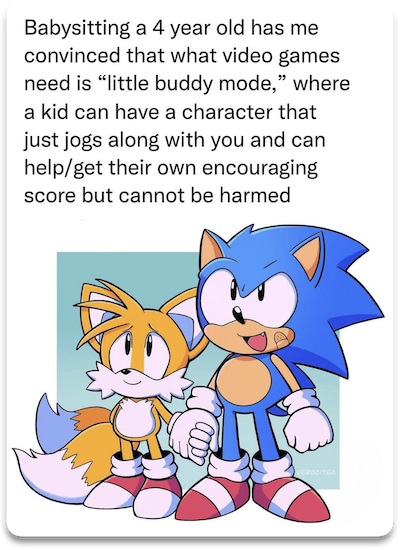 Babysitting a 4 year old has me
convinced that what video games
need is “little buddy mode,” where
a kid can have a character that
just jogs along with you and can
help/get their own encouraging
score but cannot be harmed